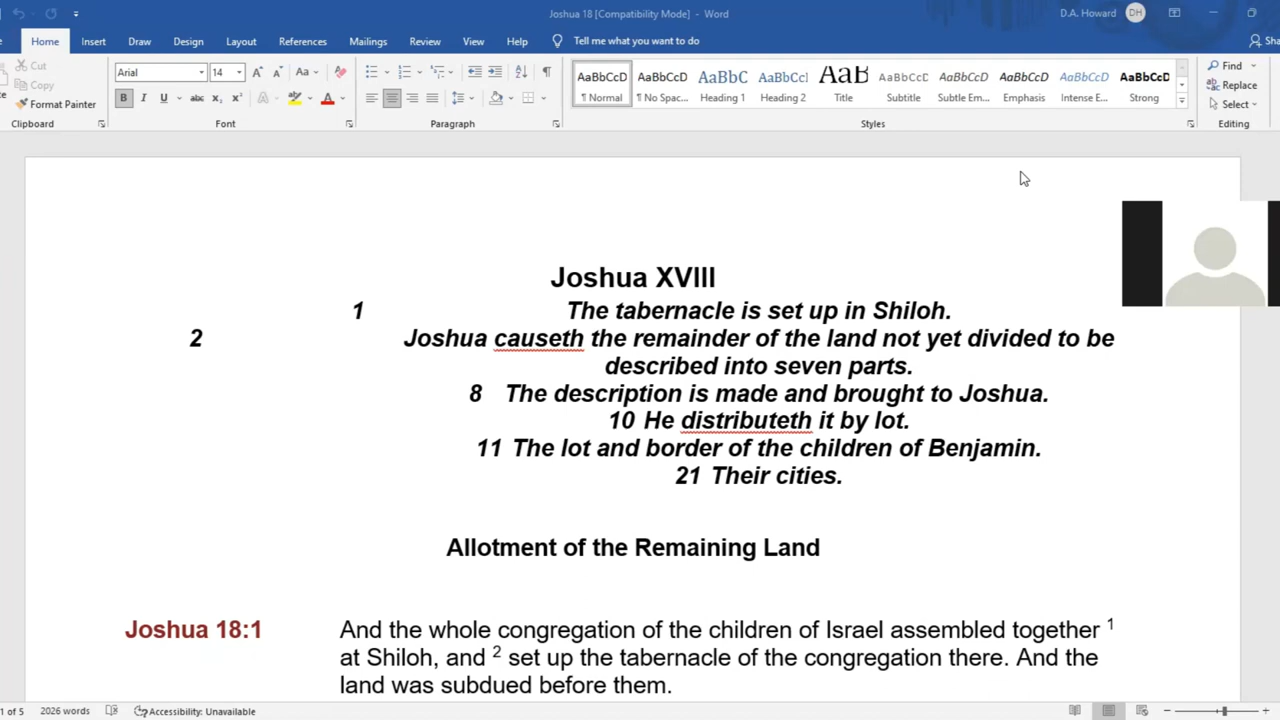 Joshua 18 [Compatibility Mode] - Word
D.A. Howard DH
Home Insert Draw Design Layout References Mailings Review View Help Tell me what you want to do
Cut
Copy
Format Painter
Clipboard
Arial 14
Font
Paragraph
AaBbCcD AaBbCcD AaBbC AaBbCcI AaB AaBbCcD AaBbCcD AaBbCcD AaBbCcD AaBbCcD
¶ Normal ¶ No Spac... Heading 1 Heading 2 Title Subtitle Subtle Em... Emphasis Intense E... Strong
Styles
Find
Replace
Select
Editing
Joshua XVIII
1 The tabernacle is set up in Shiloh.
2 Joshua causeth the remainder of the land not yet divided to be
described into seven parts.
8 The description is made and brought to Joshua.
10 He distributeth it by lot.
11 The lot and border of the children of Benjamin.
21 Their cities.
Allotment of the Remaining Land
Joshua 18:1 And the whole congregation of the children of Israel assembled together 1
at Shiloh, and 2 set up the tabernacle of the congregation there. And the
land was subdued before them.
1 of 5 2026 words Accessibility: Unavailable